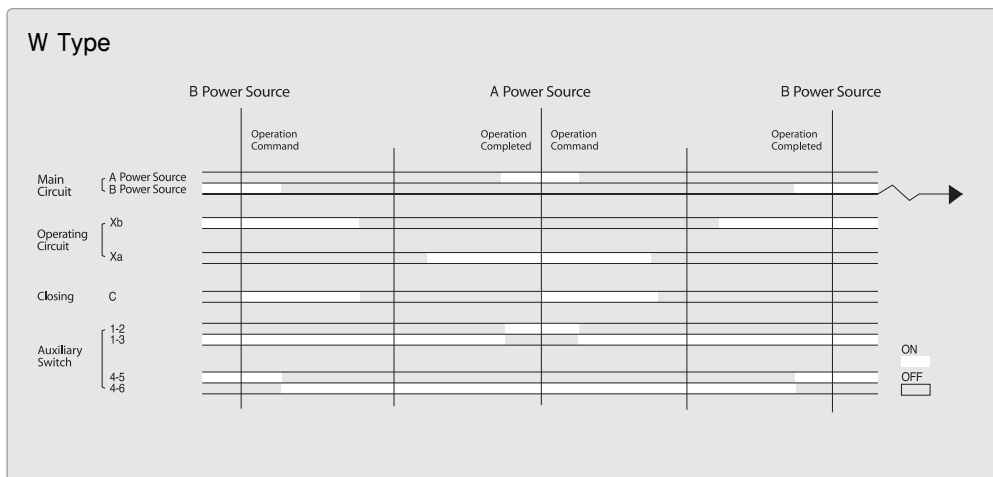 W Type
B Power Source
A Power Source
B Power Source
Operation
Command
Operation
Completed
Operation
Command
Operation
Completed
Main
Circuit
A Power Source
B Power Source
Operating
Circuit
Xb
Xa
Closing
C
Auxiliary
Switch
1-2
1-3
4-5
4-6
ON
OFF